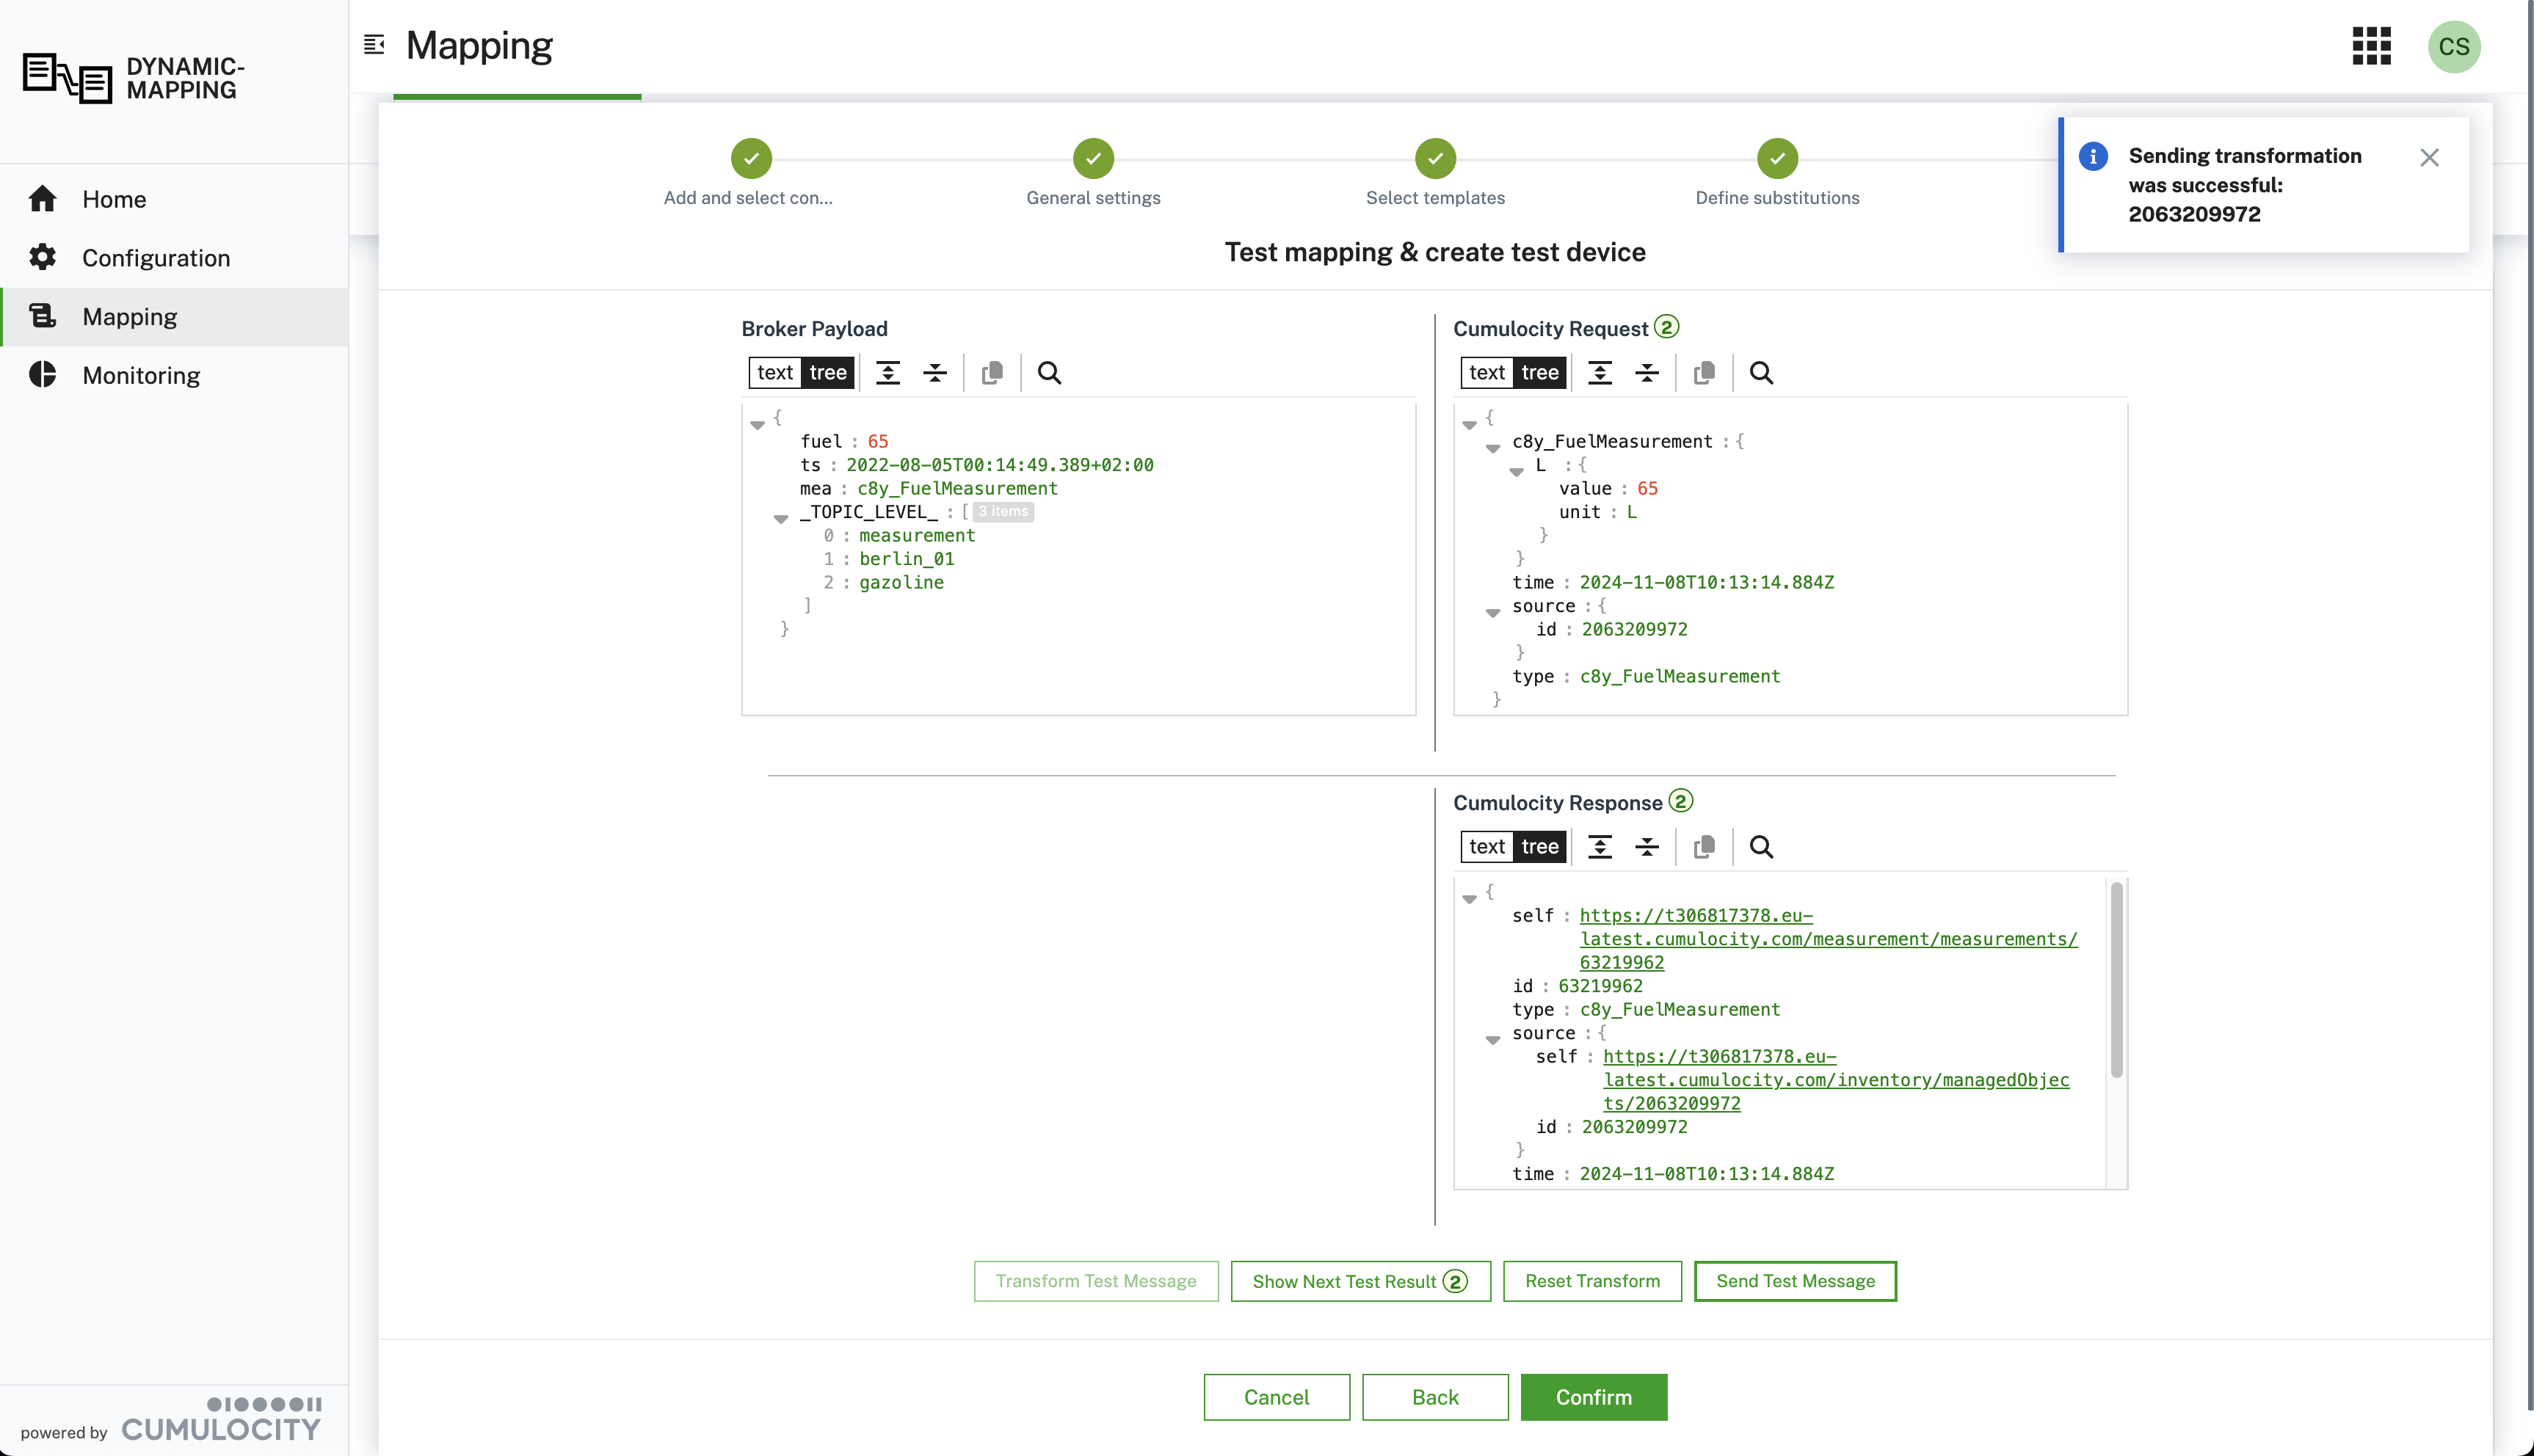 DYNAMIC-
MAPPING
Home
Configuration
Mapping
Monitoring
powered by
CUMULOCITY
Mapping
CS
Add and select con...
General settings
Select templates
Define substitutions
Sending transformation
was successful:
2063209972
Test mapping & create test device
Broker Payload
text tree
{
fuel : 65
ts : 2022-08-05T00:14:49.389+02:00
mea : c8y_FuelMeasurement
_TOPIC_LEVEL_ : [ 3 items
0 : measurement
1 : berlin_01
2 : gazoline
]
}
Cumulocity Request 2
text tree
{
c8y_FuelMeasurement : {
L : {
value : 65
unit : L
}
}
time : 2024-11-08T10:13:14.884Z
source : {
id : 2063209972
}
type : c8y_FuelMeasurement
}
Cumulocity Response 2
text tree
{
self : https://t306817378.eu-
latest.cumulocity.com/measurement/measurements/
63219962
id : 63219962
type : c8y_FuelMeasurement
source : {
self : https://t306817378.eu-
latest.cumulocity.com/inventory/managedObjec
ts/2063209972
id : 2063209972
}
time : 2024-11-08T10:13:14.884Z
Transform Test Message
Show Next Test Result 2
Reset Transform
Send Test Message
Cancel
Back
Confirm